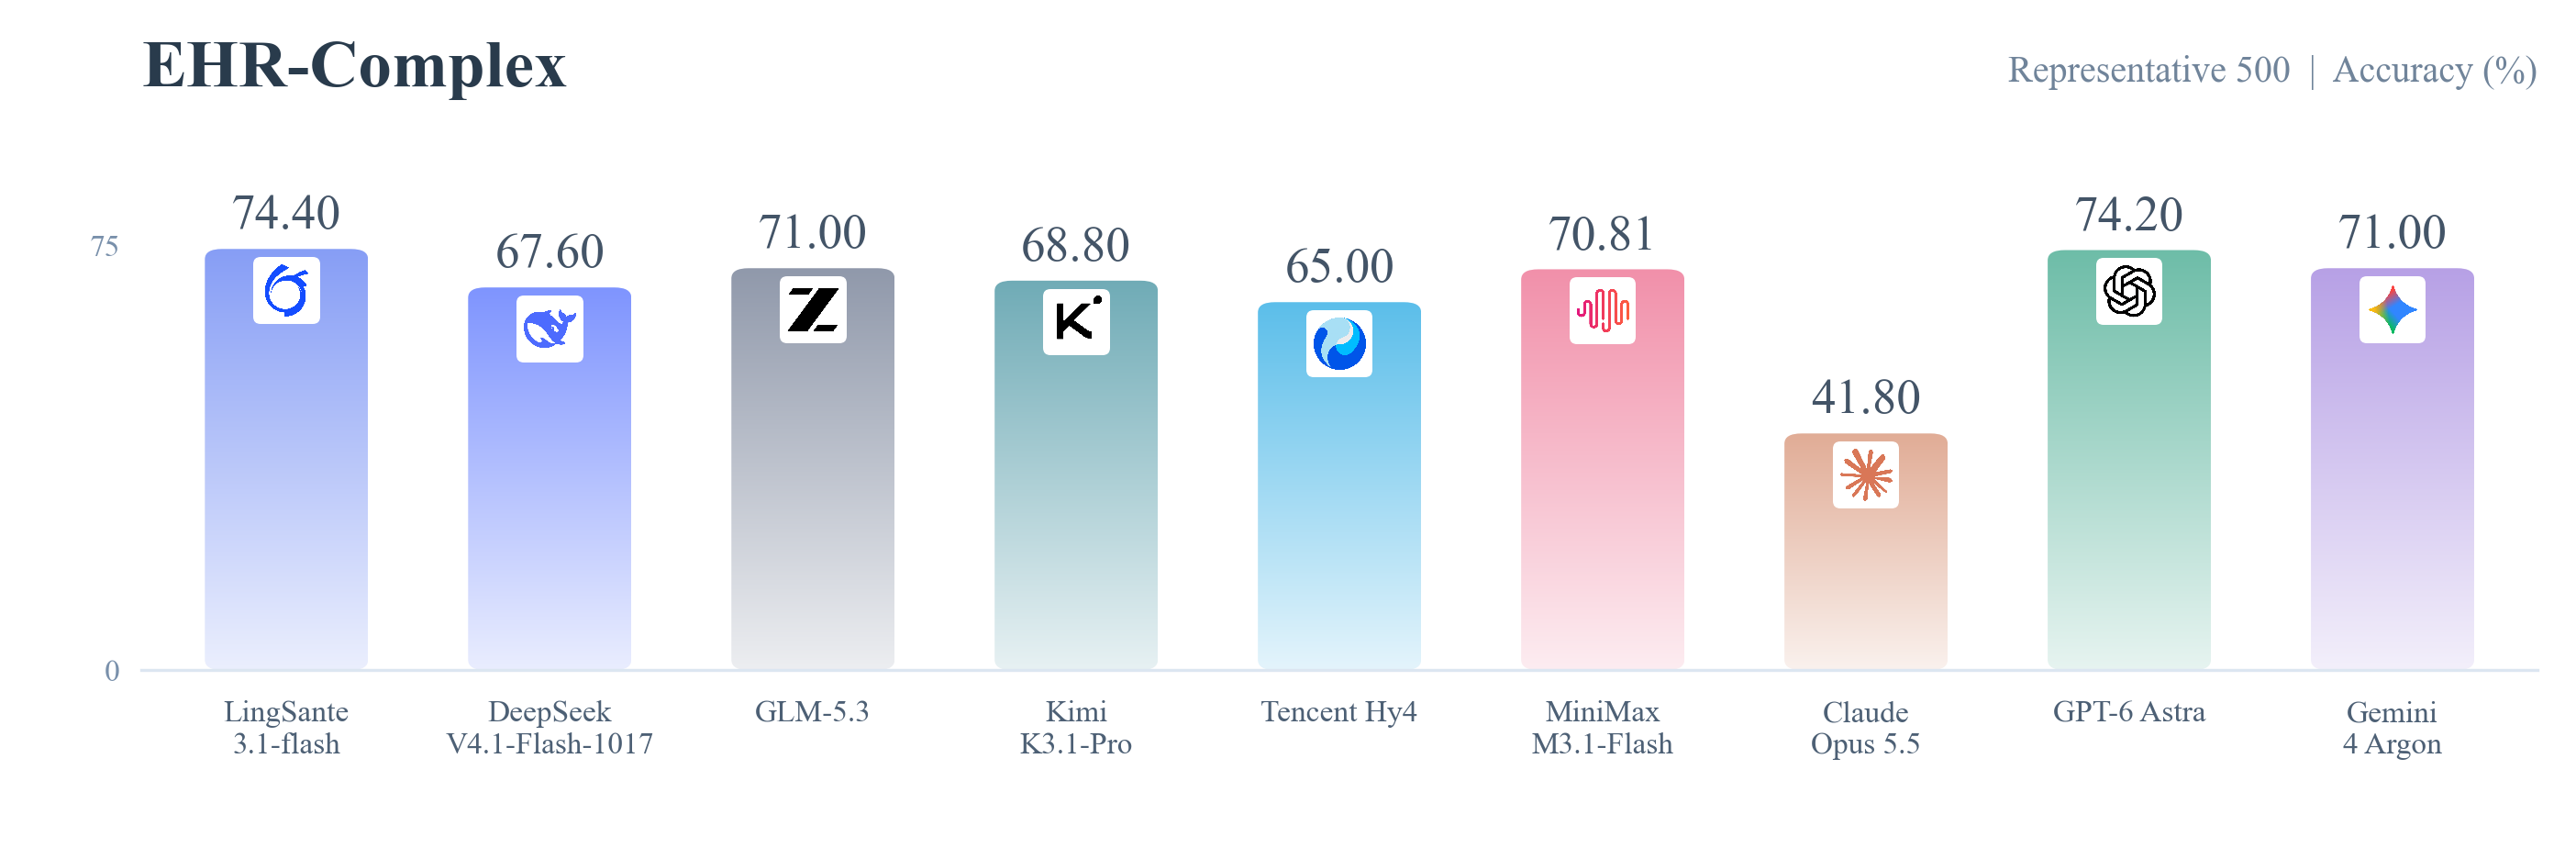 EHR-Complex
Representative 500 | Accuracy (%)
75
0
74.40
67.60
71.00
68.80
65.00
70.81
41.80
74.20
71.00
LingSante
3.1-flash
DeepSeek
V4.1-Flash-1017
GLM-5.3
Kimi
K3.1-Pro
Tencent Hy4
MiniMax
M3.1-Flash
Claude
Opus 5.5
GPT-6 Astra
Gemini
4 Argon